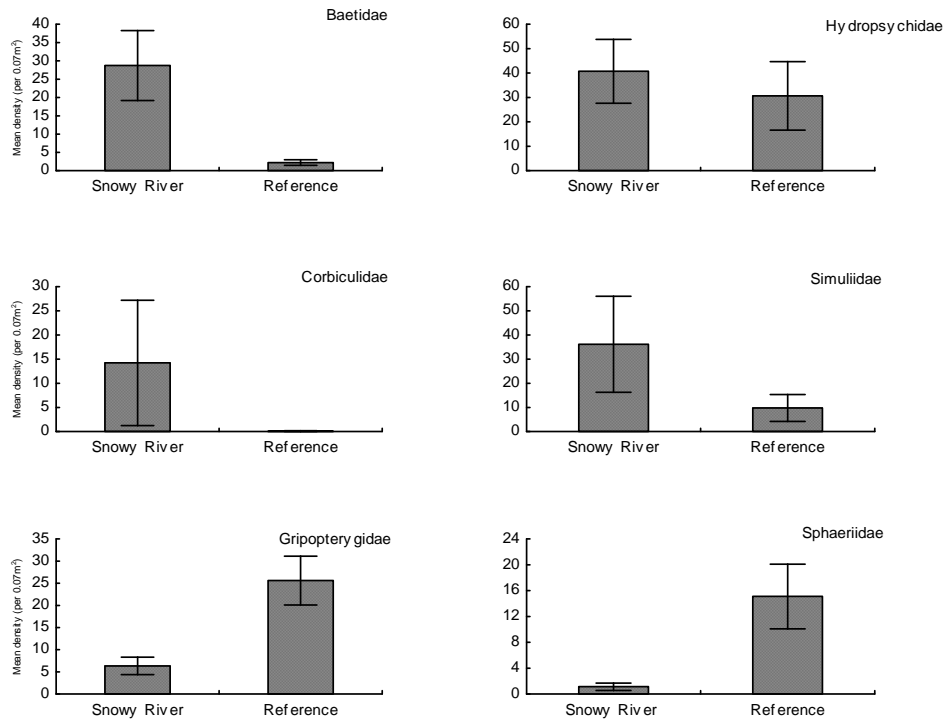 Baetidae
Mean density (per 0.07m²)
40
35
30
25
20
15
10
5
0
Snowy River
Reference
Hydropsychidae
60
50
40
30
20
10
0
Snowy River
Reference
Corbiculidae
Mean density (per 0.07m²)
30
25
20
15
10
5
0
Snowy River
Reference
Simuliidae
60
50
40
30
20
10
0
Snowy River
Reference
Gripopterygidae
Mean density (per 0.07m²)
35
30
25
20
15
10
5
0
Snowy River
Reference
Sphaeriidae
24
20
16
12
8
4
0
Snowy River
Reference